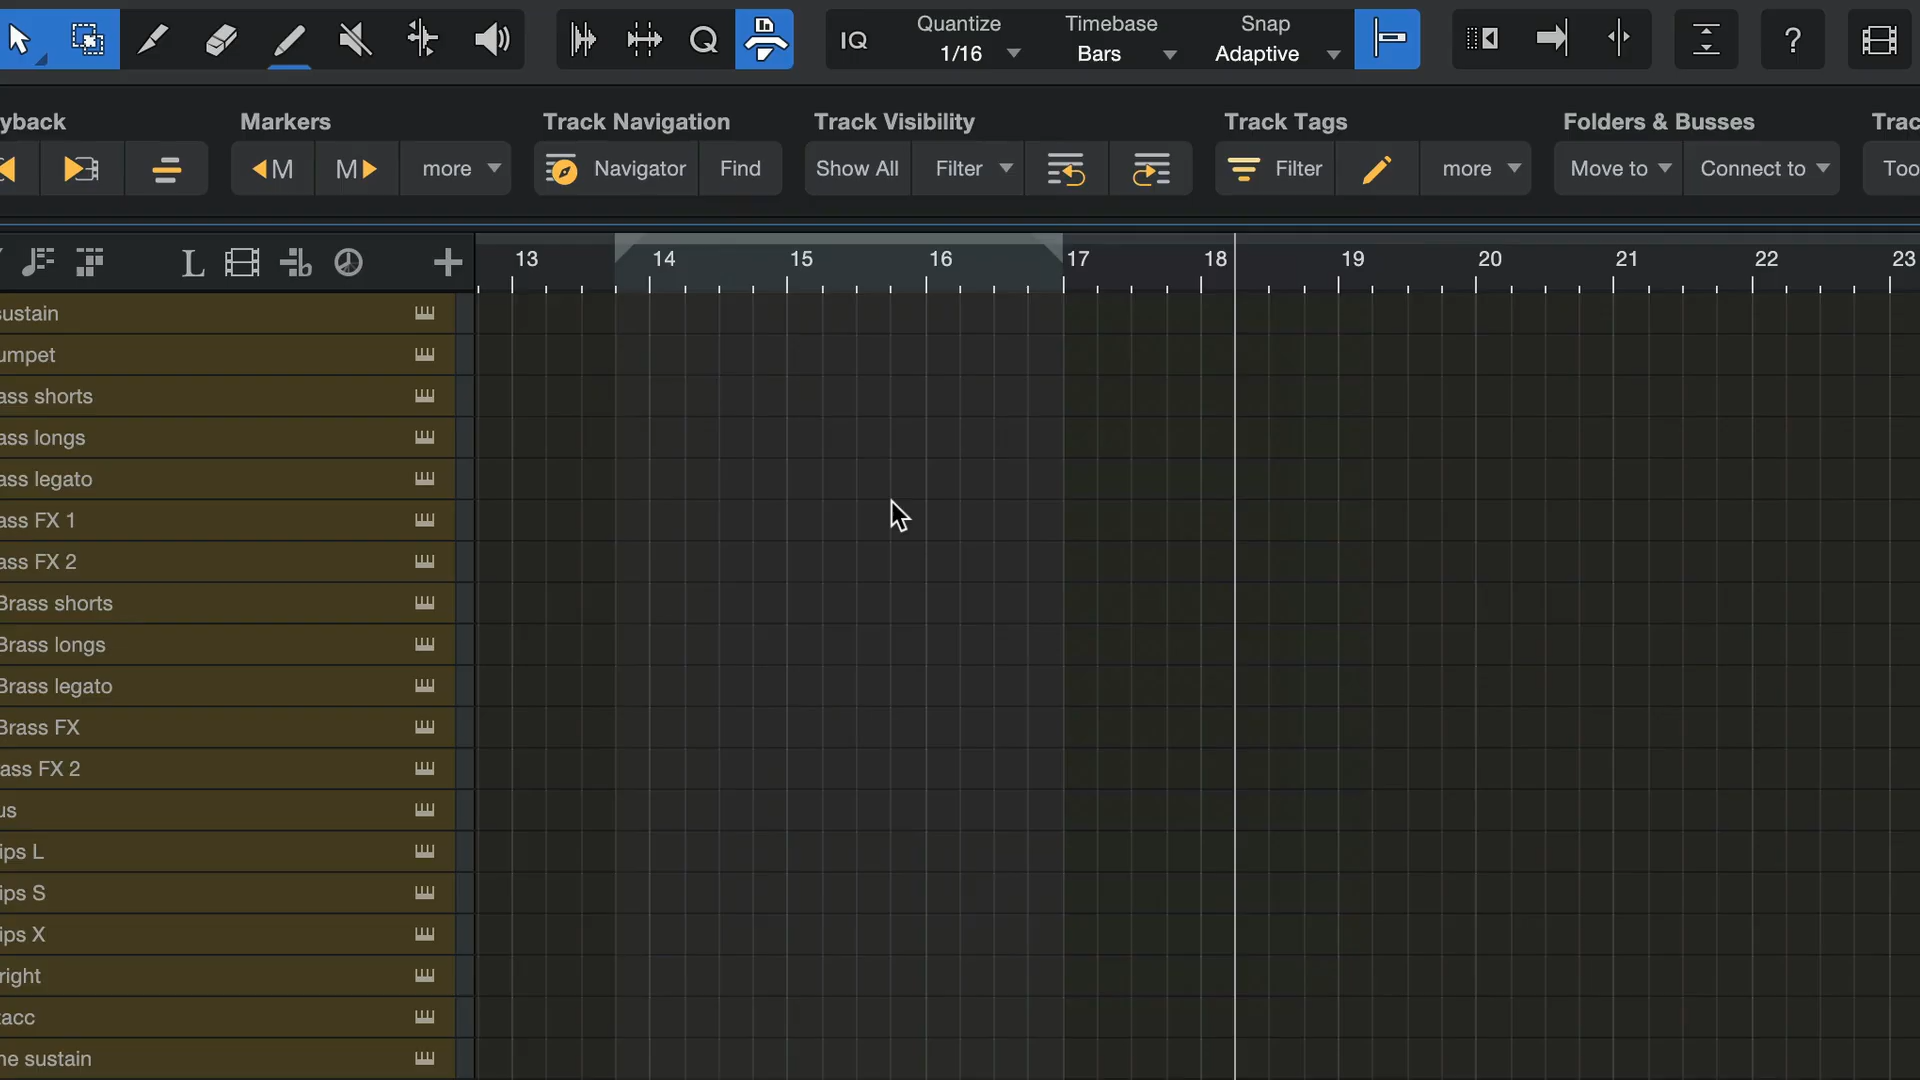 IQ
Quantize
1/16
Timebase
Bars
Snap
Adaptive
?
yback
Markers
Track Navigation
Track Visibility
Track Tags
Folders & Busses
Trac
M
M
more
Navigator
Find
Show All
Filter
Filter
more
Move to
Connect to
Too
L
13
14
15
16
17
18
19
20
21
22
23
sustain
umpet
ass shorts
ass longs
ass legato
ass FX 1
ass FX 2
Brass shorts
Brass longs
Brass legato
Brass FX
ass FX 2
us
ips L
ips S
ips X
right
acc
ne sustain